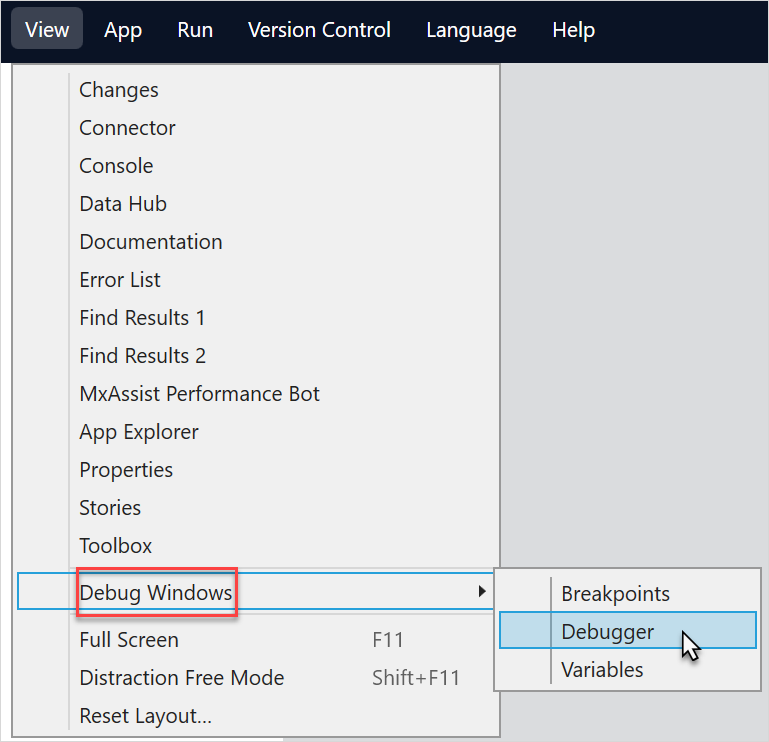 View App Run Version Control Language Help
Changes
Connector
Console
Data Hub
Documentation
Error List
Find Results 1
Find Results 2
MxAssist Performance Bot
App Explorer
Properties
Stories
Toolbox
Debug Windows
Breakpoints
Debugger
Variables
Full Screen F11
Distraction Free Mode Shift+F11
Reset Layout...